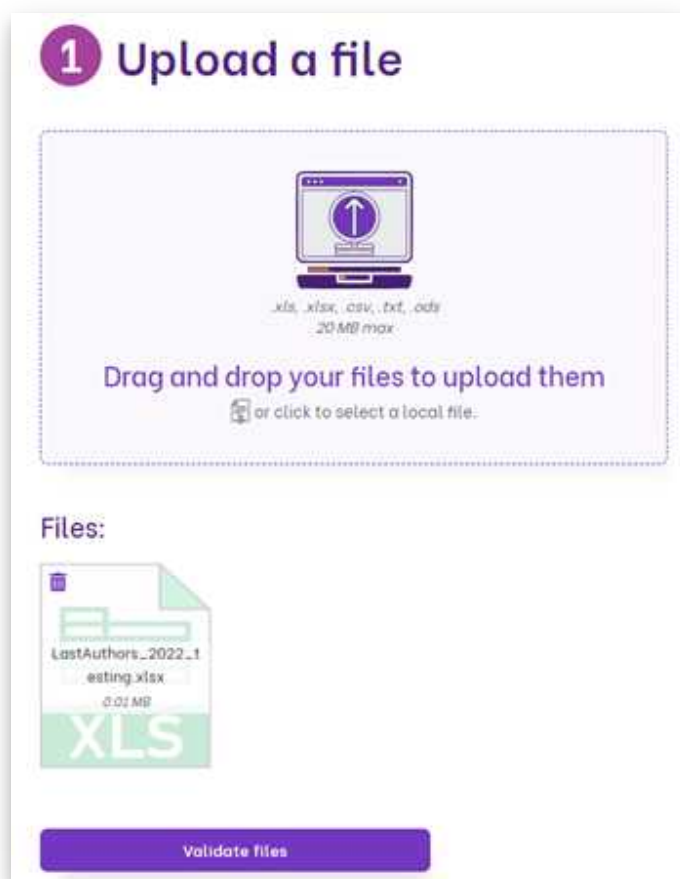 1 Upload a file
.xls, .xlsx, .csv, .txt, .ods
20 MB max
Drag and drop your files to upload them
or click to select a local file.
Files:
LastAuthors_2022_t
esting.xlsx
0.01 MB
XLS
Validate files